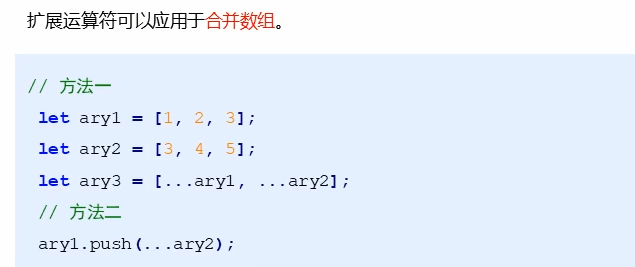 扩展运算符可以应用于合并数组。
// 方法一
let ary1 = [1, 2, 3];
let ary2 = [3, 4, 5];
let ary3 = [...ary1, ...ary2];
// 方法二
ary1.push(...ary2);